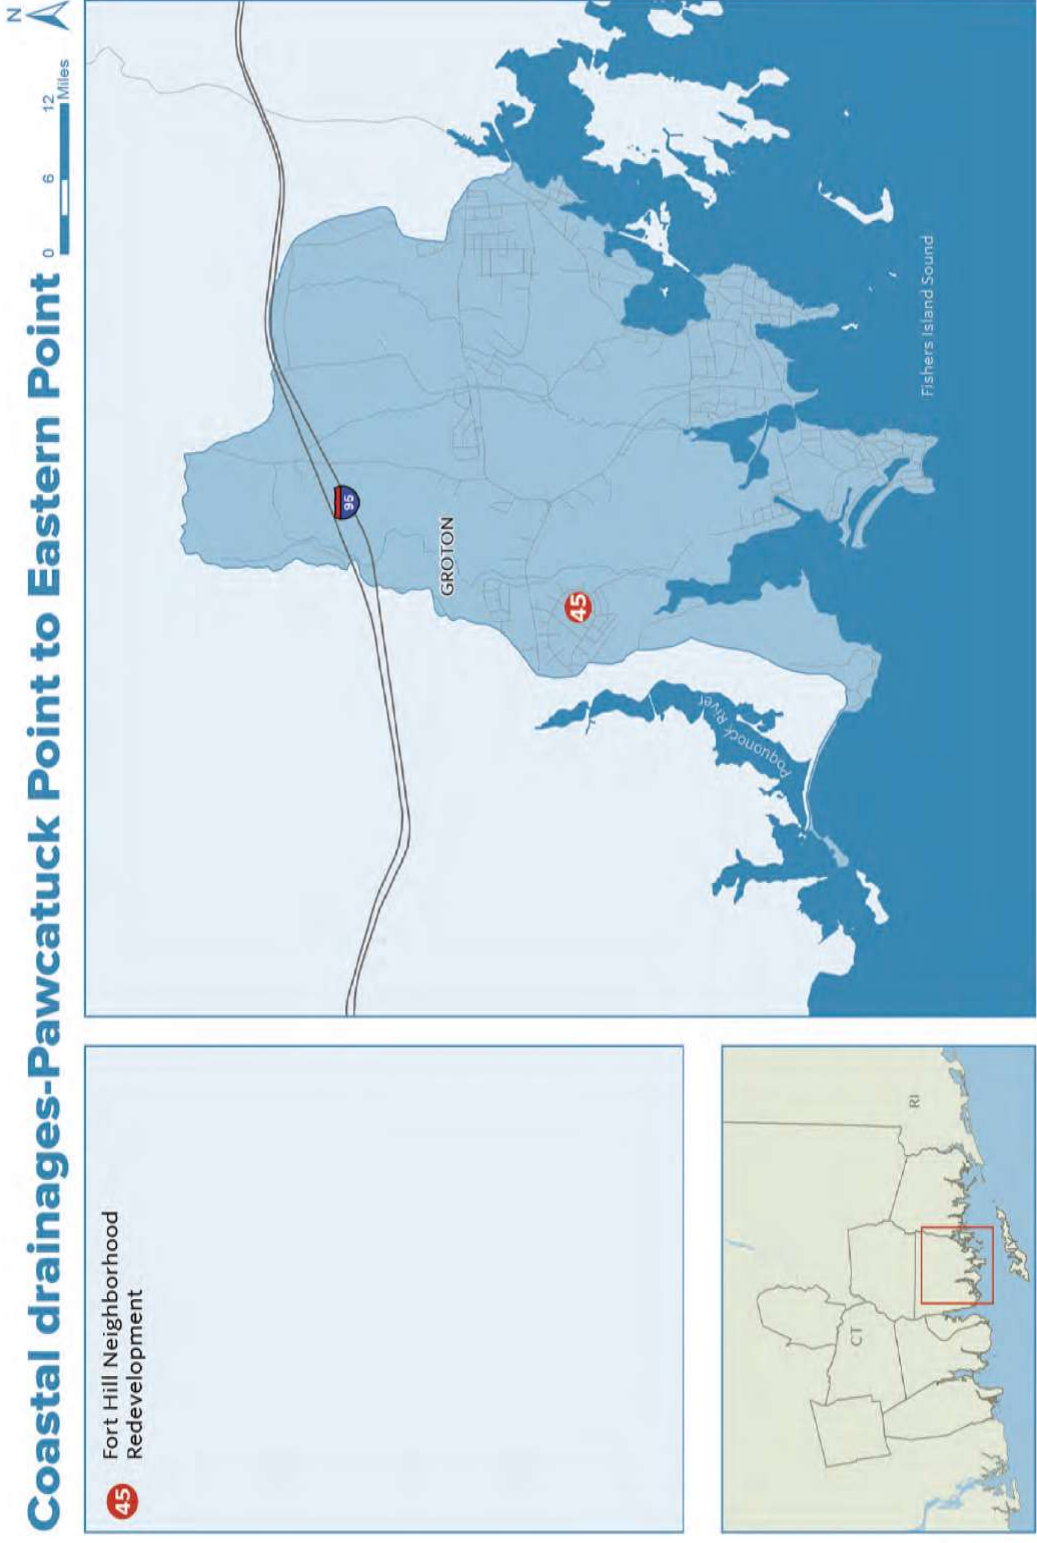 Coastal drainages-Pawcatuck Point to Eastern Point
0 6 12
Miles
N
45 Fort Hill Neighborhood
Redevelopment
95
GROTON
45
Poquonock River
Fishers Island Sound
CT
RI